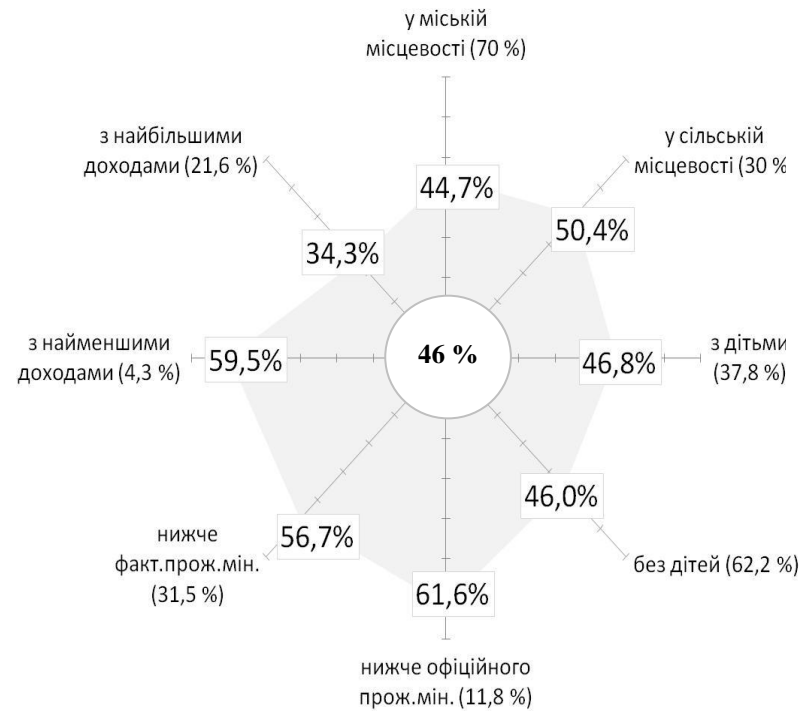 у міській
місцевості (70 %)
з найбільшими
доходами (21,6 %)
у сільській
місцевості (30 %
44,7%
50,4%
34,3%
з найменшими
доходами (4,3 %)
59,5%
46 %
46,8%
з дітьми
(37,8 %)
46,0%
56,7%
нижче
факт.прож.мін.
(31,5 %)
без дітей (62,2 %)
61,6%
нижче офіційного
прож.мін. (11,8 %)